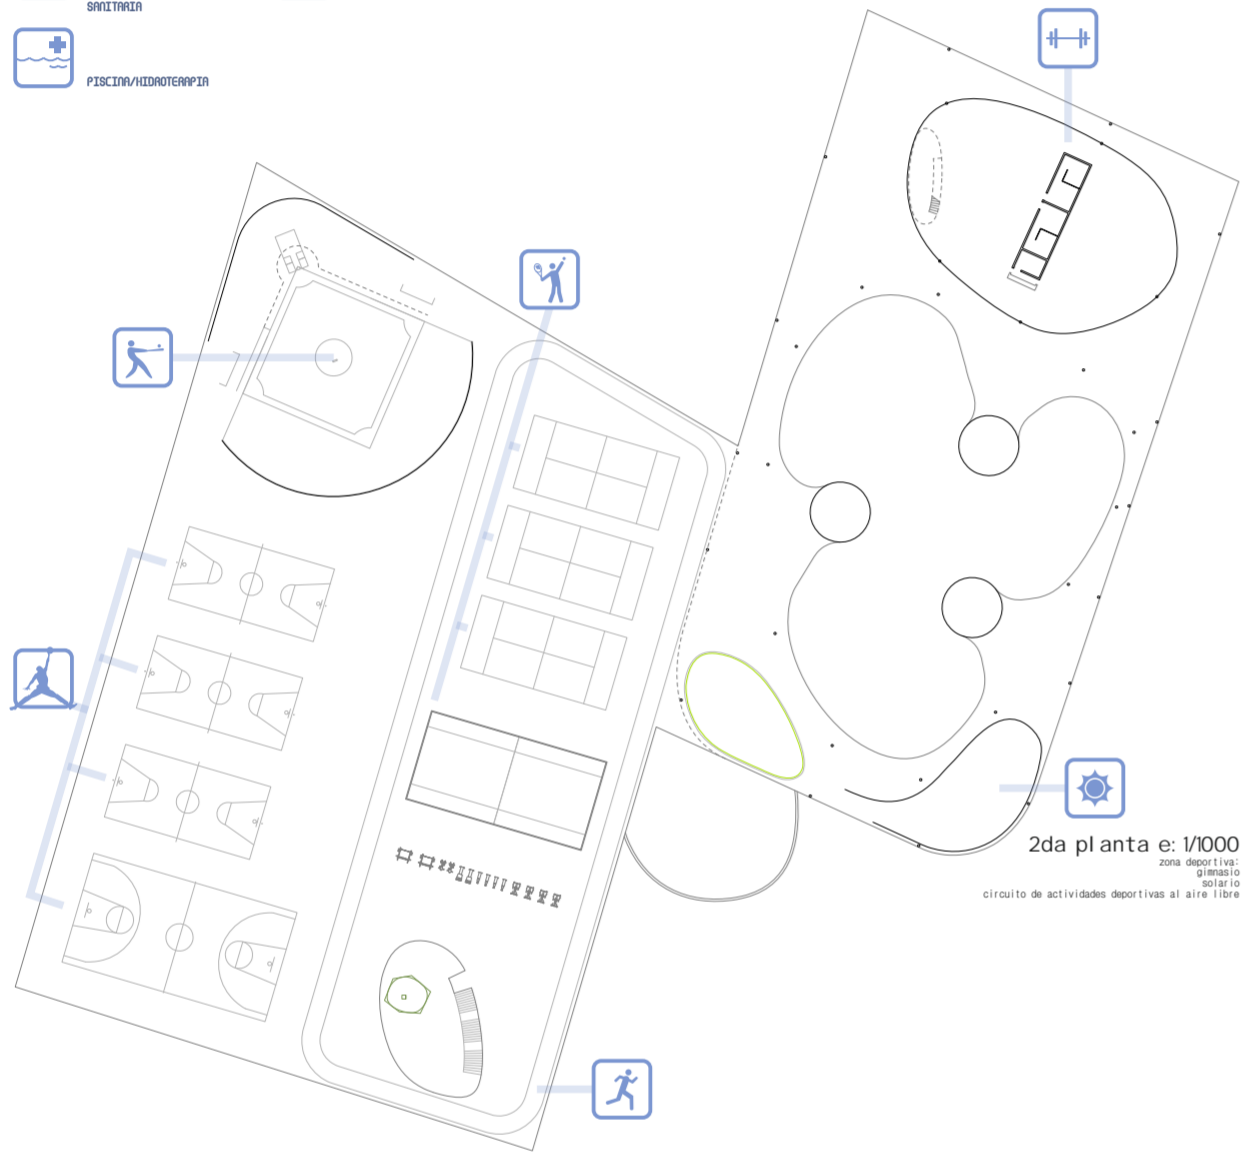 SANITARIA
PISCINA/HIDROTERAPIA
2da planta e: 1/1000
zona deportiva:
gimnasio
solario
circuito de actividades deportivas al aire libre